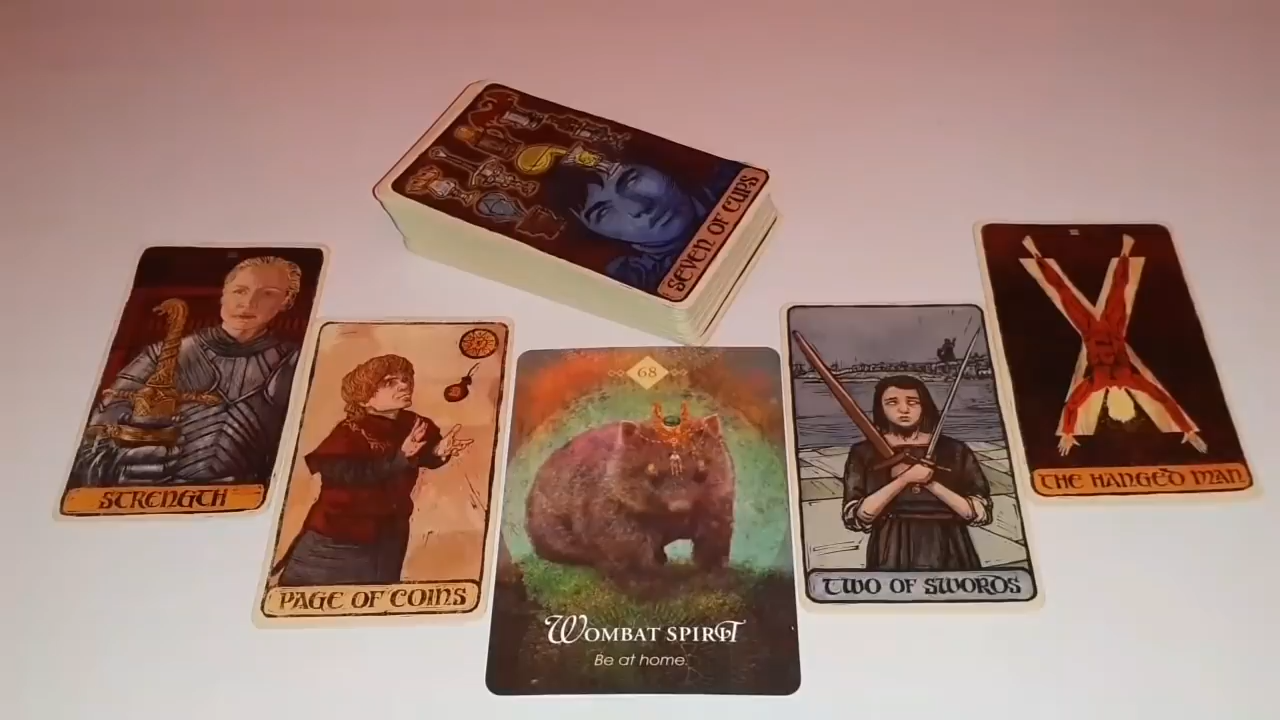 SEVEN OF CUPS
STRENGTH
PAGE OF COINS
68
WOMBAT SPIRIT
Be at home.
TWO OF SWORDS
THE HANGED MAN